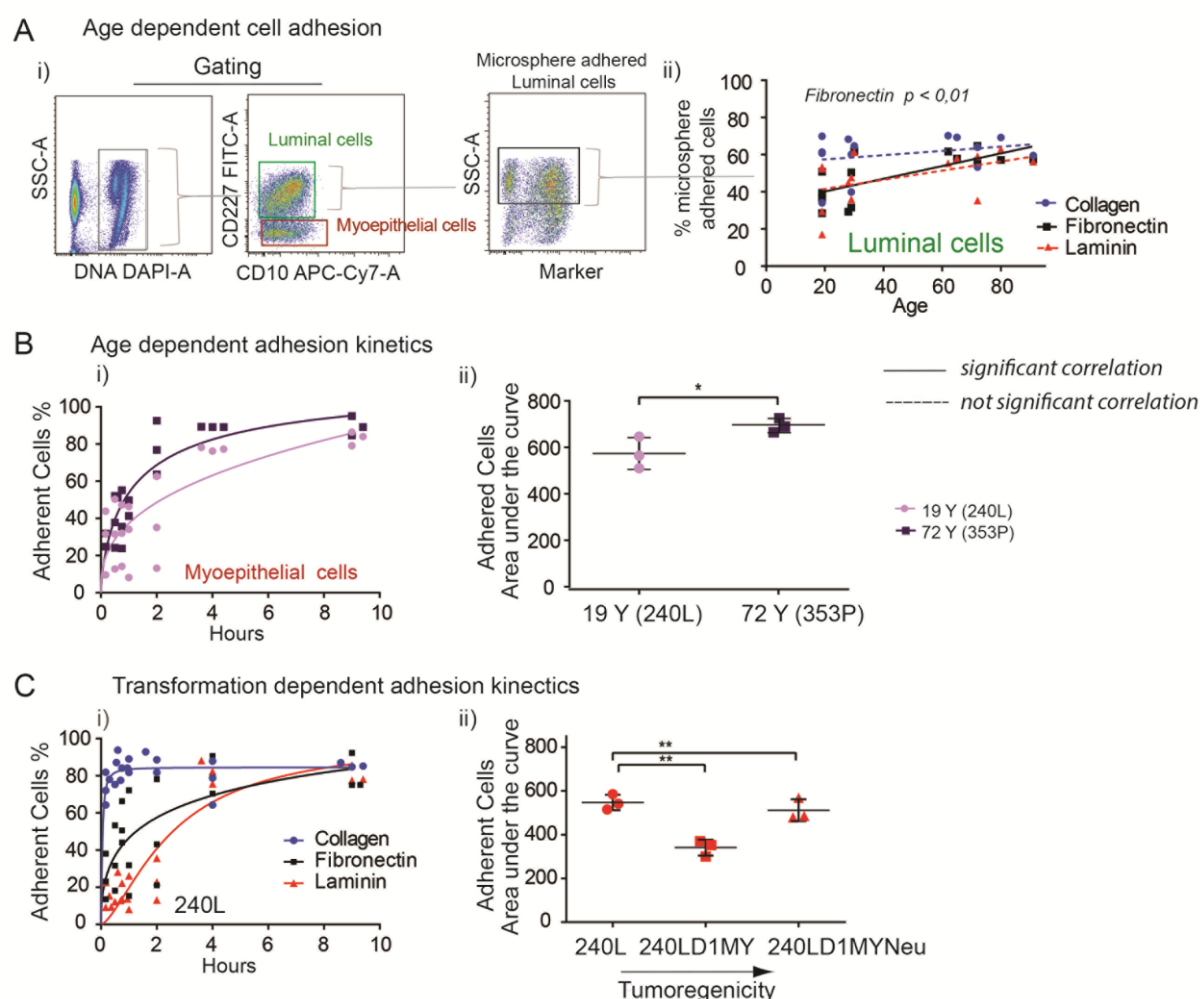 A Age dependent cell adhesion
i)
Gating
SSC-A
DNA DAPI-A
CD227 FITC-A
Luminal cells
Myoepithelial cells
CD10 APC-Cy7-A
Microsphere adhered
Luminal cells
SSC-A
Marker
ii)
% microsphere
adhered cells
100
80
60
40
20
0
Fibronectin p < 0,01
Luminal cells
0 20 40 60 80
Age
Collagen
Fibronectin
Laminin
B Age dependent adhesion kinetics
i)
Adherent Cells %
100
80
60
40
20
0
Myoepithelial cells
0 2 4 6 8 10
Hours
ii)
Adhered Cells
Area under the curve
800
600
400
200
0
*
19 Y (240L) 72 Y (353P)
significant correlation
not significant correlation
19 Y (240L)
72 Y (353P)
C Transformation dependent adhesion kinectics
i)
Adherent Cells %
100
80
60
40
20
0
Collagen
Fibronectin
Laminin
240L
0 2 4 6 8 10
Hours
ii)
Adherent Cells
Area under the curve
800
600
400
200
0
**
**
240L 240LD1MY 240LD1MYNeu
Tumoregenicity